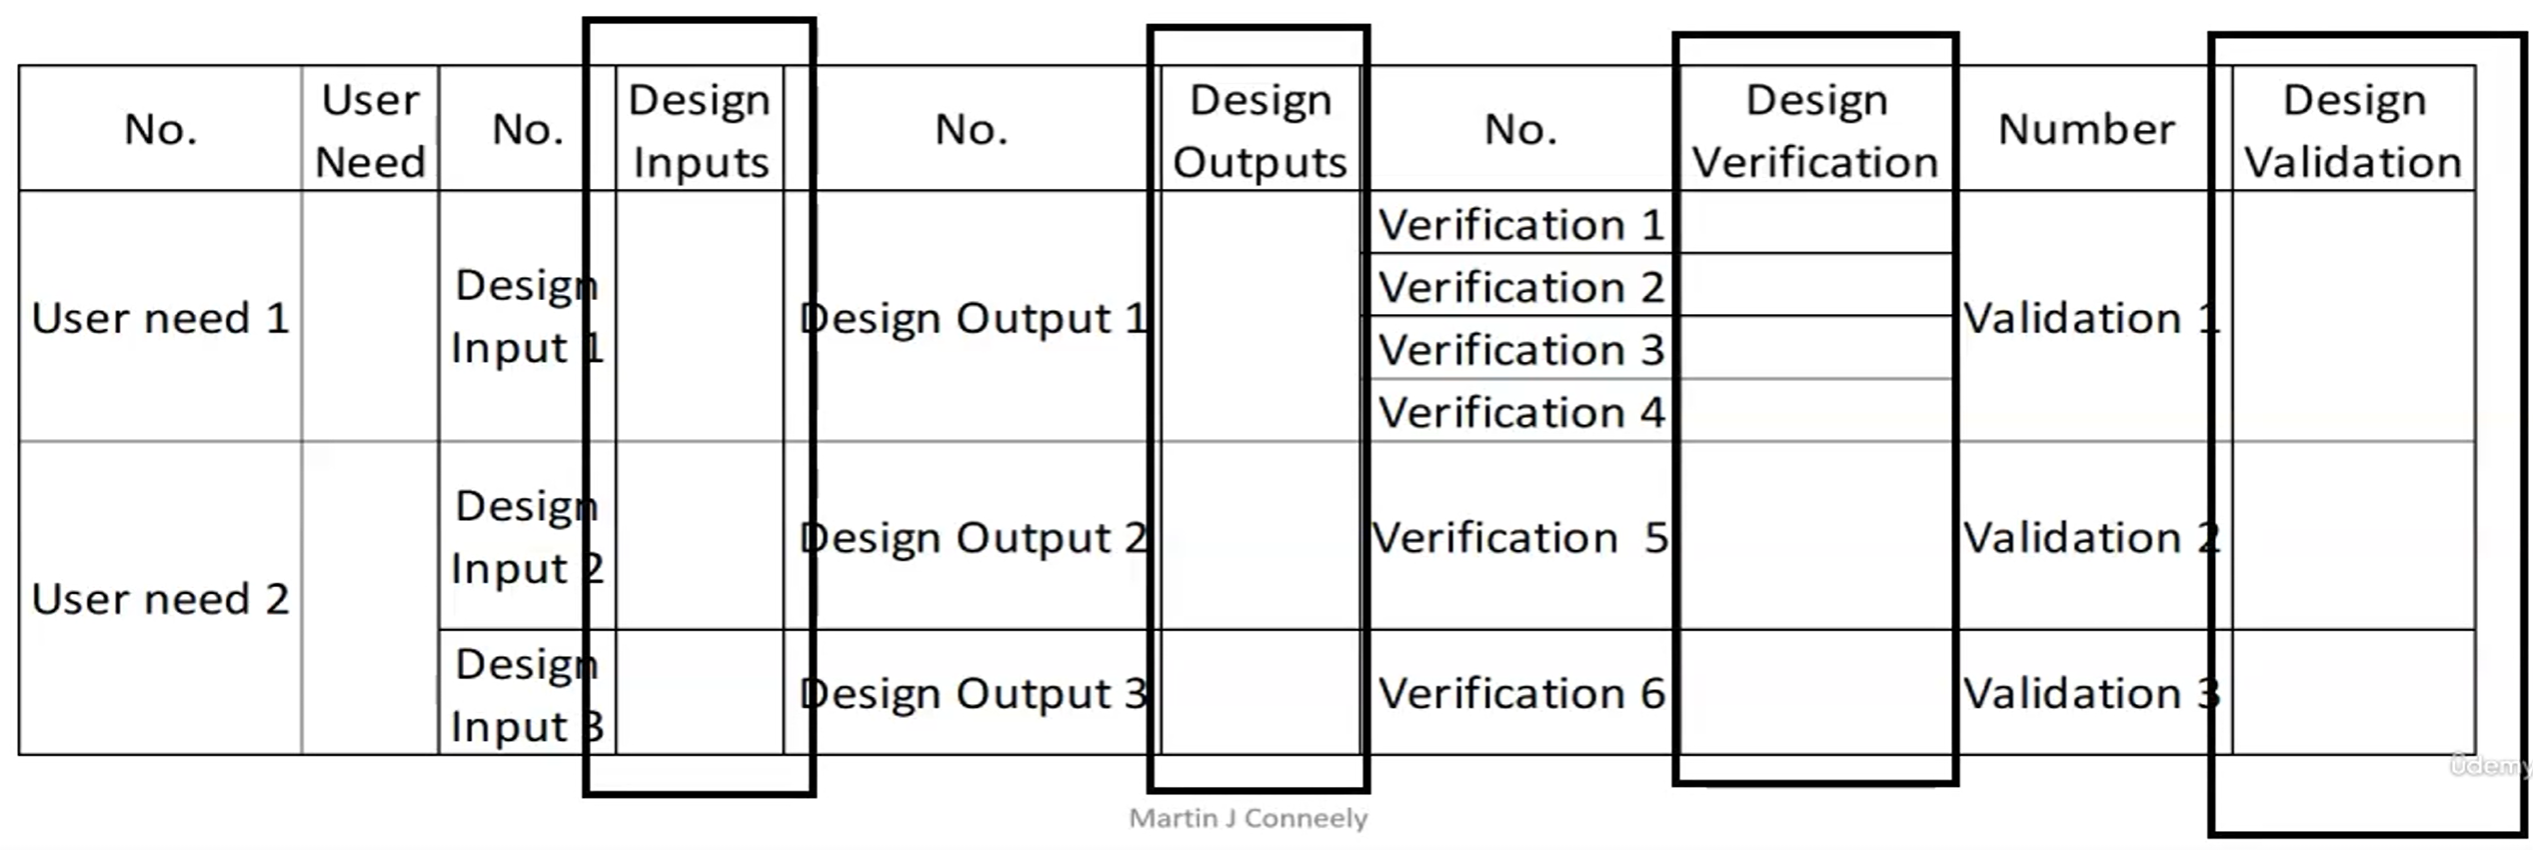 No.
User
Need
No.
Design
Inputs
No.
Design
Outputs
No.
Design
Verification
Number
Design
Validation
User need 1
Design
Input 1
Design Output 1
Verification 1
Verification 2
Verification 3
Verification 4
Validation 1
User need 2
Design
Input 2
Design Output 2
Verification 5
Validation 2
Design
Input 3
Design Output 3
Verification 6
Validation 3
Udemy
Martin J Conneely